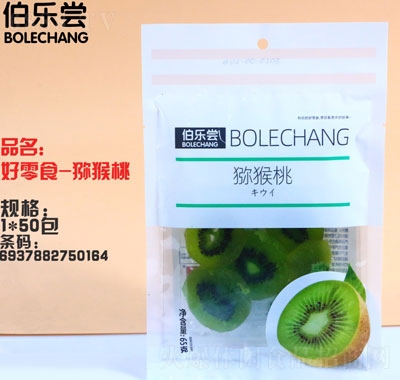 伯乐尝
BOLECHANG
品名：
好零食-猕猴桃
规格：
1*50包
条码：
6937882750164
伯乐尝 BOLECHANG
BOLECHANG
猕猴桃
キウイ
净含量：65克